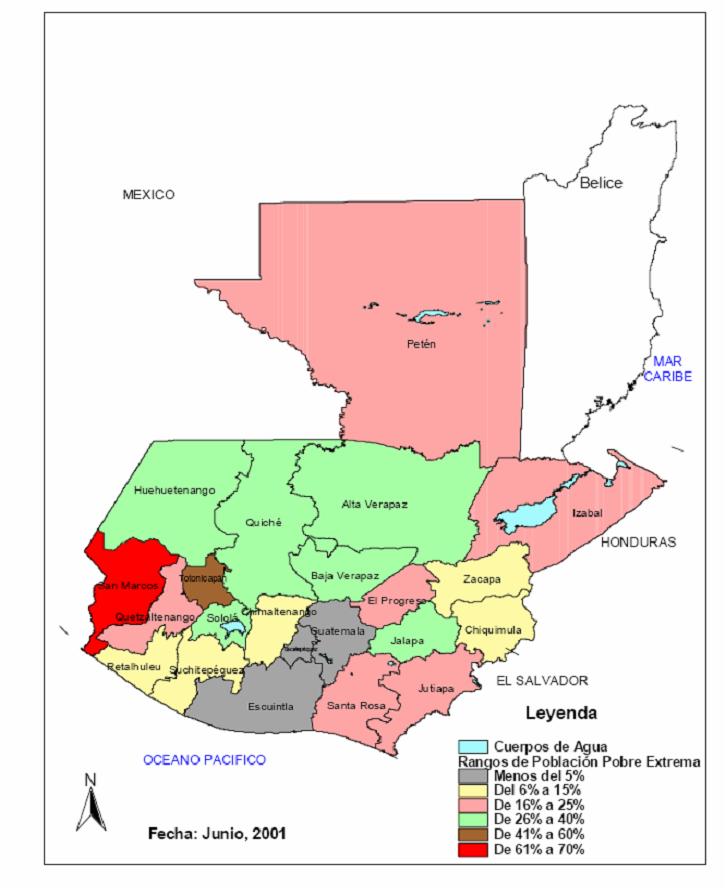 MEXICO
Belice
MAR
CARIBE
Petén
Huehuetenango
Quiché
Alta Verapaz
Izabal
HONDURAS
San Marcos
Totonicapán
Baja Verapaz
Zacapa
Quetzaltenango
Sololá
Chimaltenango
El Progreso
Guatemala
Jalapa
Chiquimula
Retalhuleu
Suchitepéquez
Escuintla
Santa Rosa
Jutiapa
EL SALVADOR
OCEANO PACIFICO
Leyenda
Cuerpos de Agua
Rangos de Población Pobre Extrema
Menos del 5%
Del 6% a 15%
De 16% a 25%
De 26% a 40%
De 41% a 60%
De 61% a 70%
N
Fecha: Junio, 2001